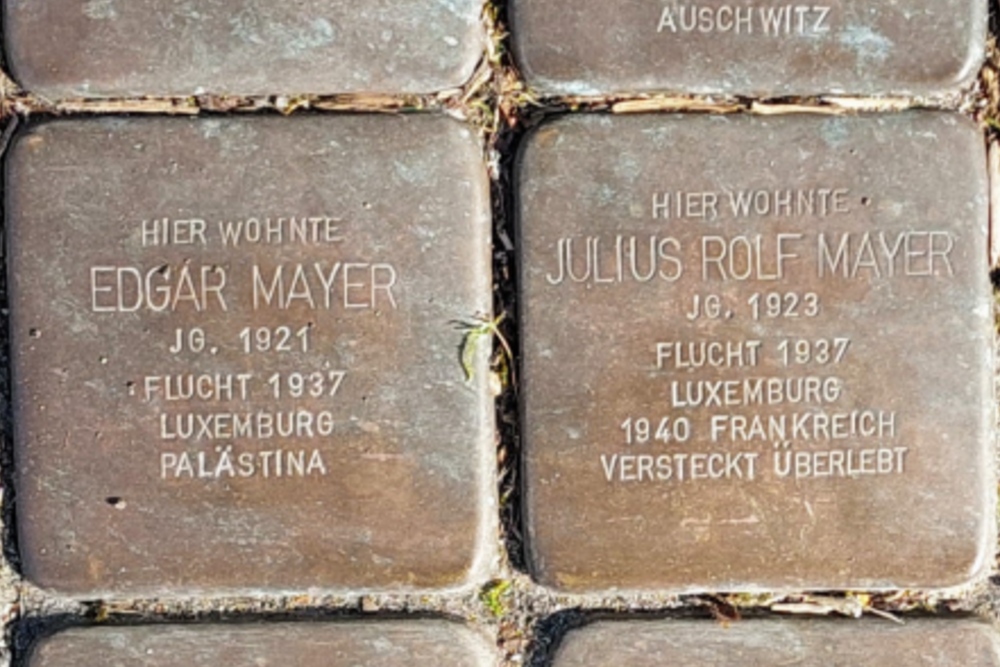 AUSCHWITZ
HIER WOHNTE
EDGAR MAYER
JG. 1921
FLUCHT 1937
LUXEMBURG
PALÄSTINA
HIER WOHNTE
JULIUS ROLF MAYER
JG. 1923
FLUCHT 1937
LUXEMBURG
1940 FRANKREICH
VERSTECKT ÜBERLEBT